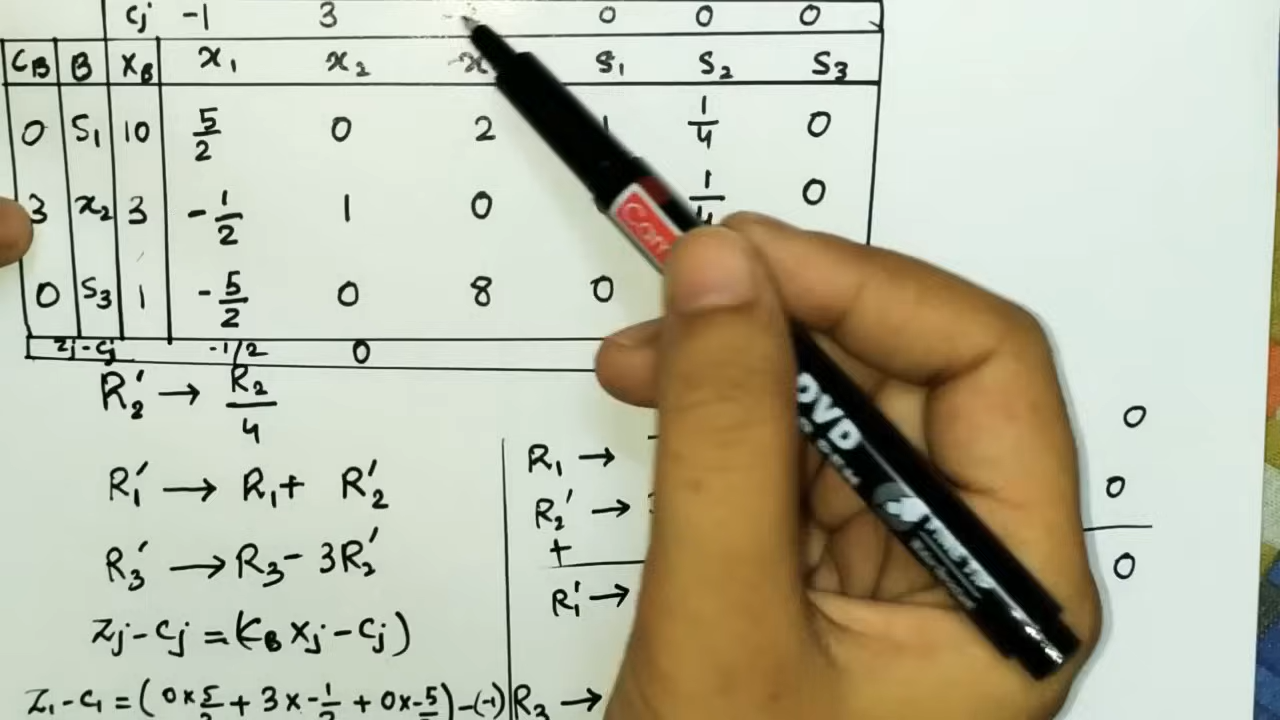 Cj -1 3 0 0 0
CB B XB x1 x2 x S1 S2 S3
0 S1 10 5/2 0 2 1 1/4 0
3 x2 3 -1/2 1 0 1/4 0
0 S3 1 -5/2 0 8 0
Zj-Cj -1/2 0
R2' → R2/4
R1' → R1 + R2'
R3' → R3 - 3R2'
Zj-Cj = (CB Xj - Cj)
Z1-C1 = (0×5/2 + 3×-1/2 + 0×-5/2) - (-1)
R1 → 0
R2' → 0
+
R1' → 0
R3 →
DVD